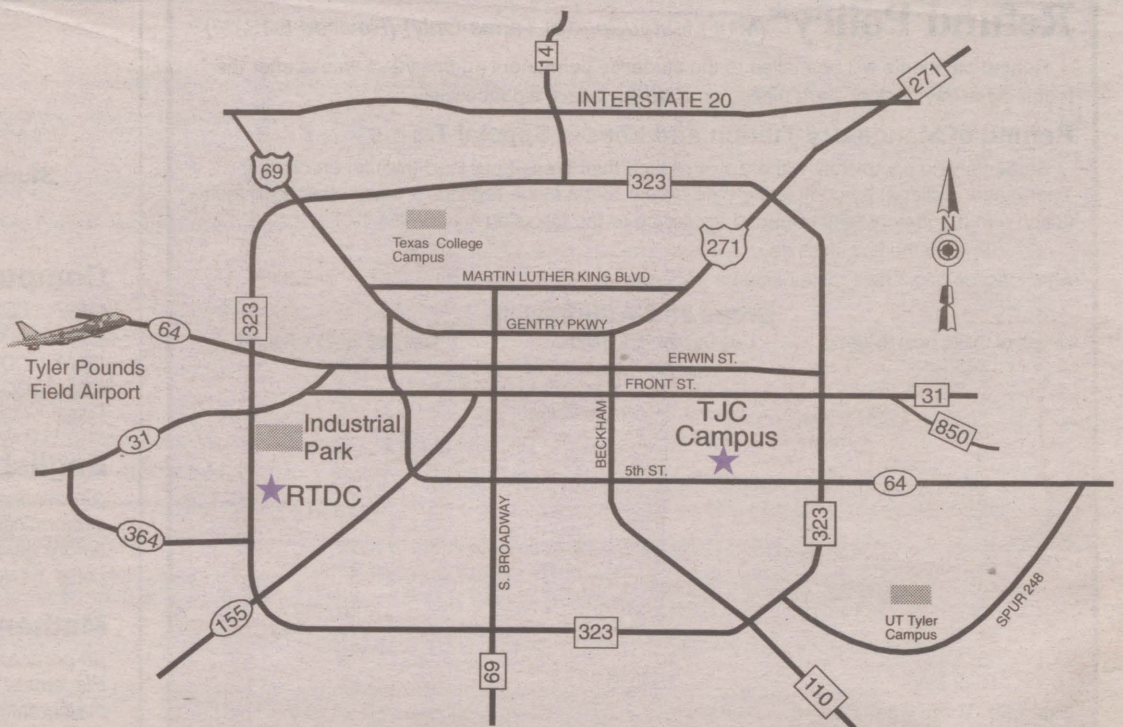 14
INTERSTATE 20
271
69
323
N
Texas College
Campus
271
MARTIN LUTHER KING BLVD
323
64
GENTRY PKWY
Tyler Pounds
Field Airport
ERWIN ST.
FRONT ST.
31
850
31
Industrial
Park
BECKHAM
TJC
Campus
5th ST.
64
RTDC
364
S. BROADWAY
323
155
323
69
110
UT Tyler
Campus
SPUR 248